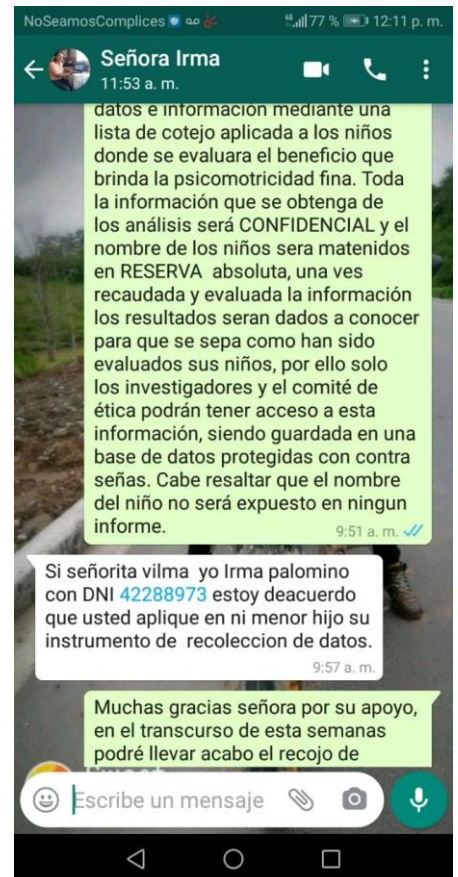 NoSeamosComplices 77 % 12:11 p. m.
Señora Irma
11:53 a. m.
datos e información mediante una
lista de cotejo aplicada a los niños
donde se evaluara el beneficio que
brinda la psicomotricidad fina. Toda
la información que se obtenga de
los análisis será CONFIDENCIAL y el
nombre de los niños sera matenidos
en RESERVA absoluta, una ves
recaudada y evaluada la información
los resultados seran dados a conocer
para que se sepa como han sido
evaluados sus niños, por ello solo
los investigadores y el comité de
ética podrán tener acceso a esta
información, siendo guardada en una
base de datos protegidas con contra
señas. Cabe resaltar que el nombre
del niño no será expuesto en ningun
informe.
9:51 a. m.
Si señorita vilma yo Irma palomino
con DNI 42288973 estoy deacuerdo
que usted aplique en ni menor hijo su
instrumento de recoleccion de datos.
9:57 a. m.
Muchas gracias señora por su apoyo,
en el transcurso de esta semanas
podré llevar acabo el recojo de
Escribe un mensaje